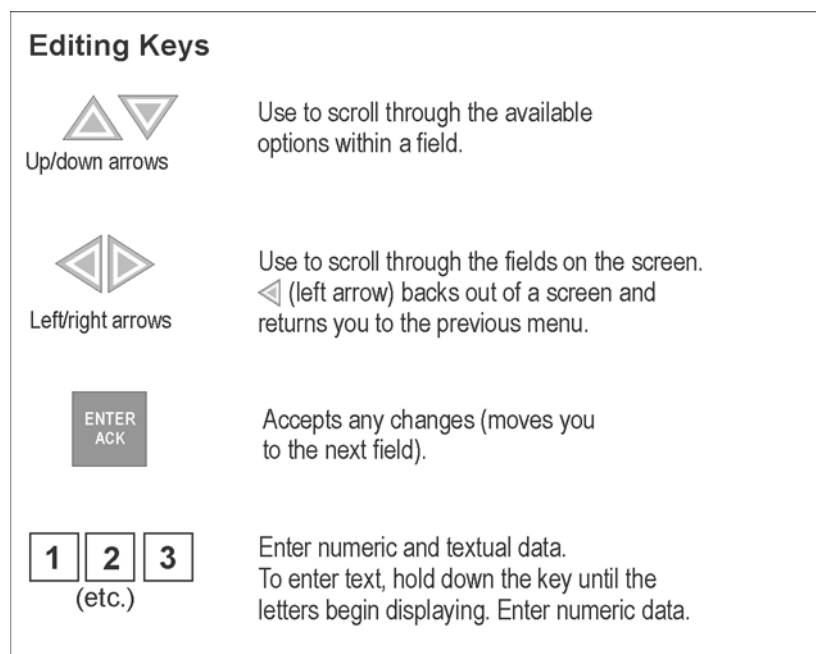 Editing Keys
Up/down arrows
Use to scroll through the available
options within a field.
Left/right arrows
Use to scroll through the fields on the screen.
(left arrow) backs out of a screen and
returns you to the previous menu.
ENTER
ACK
Accepts any changes (moves you
to the next field).
1 2 3
(etc.)
Enter numeric and textual data.
To enter text, hold down the key until the
letters begin displaying. Enter numeric data.